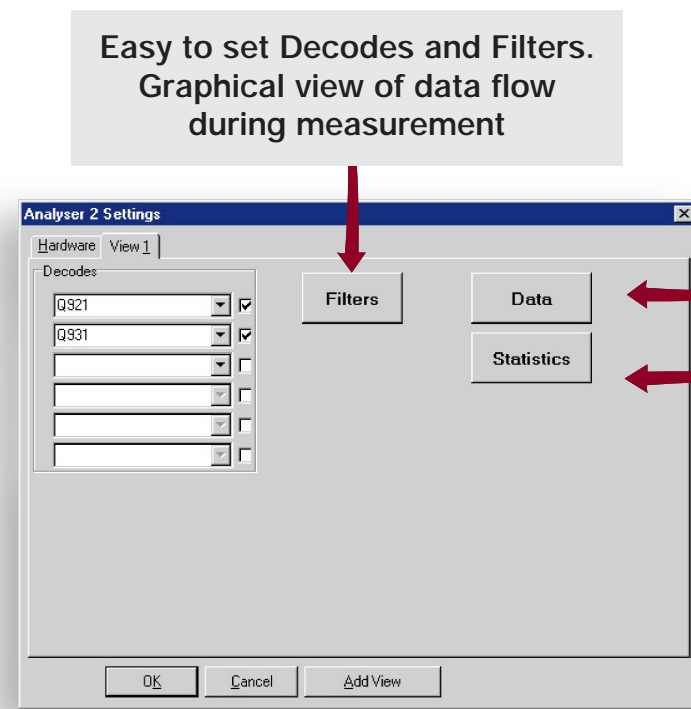 Easy to set Decodes and Filters.
Graphical view of data flow
during measurement
Analyser 2 Settings
Hardware View 1
Decodes
Q921
Q931
Filters
Data
Statistics
OK Cancel Add View